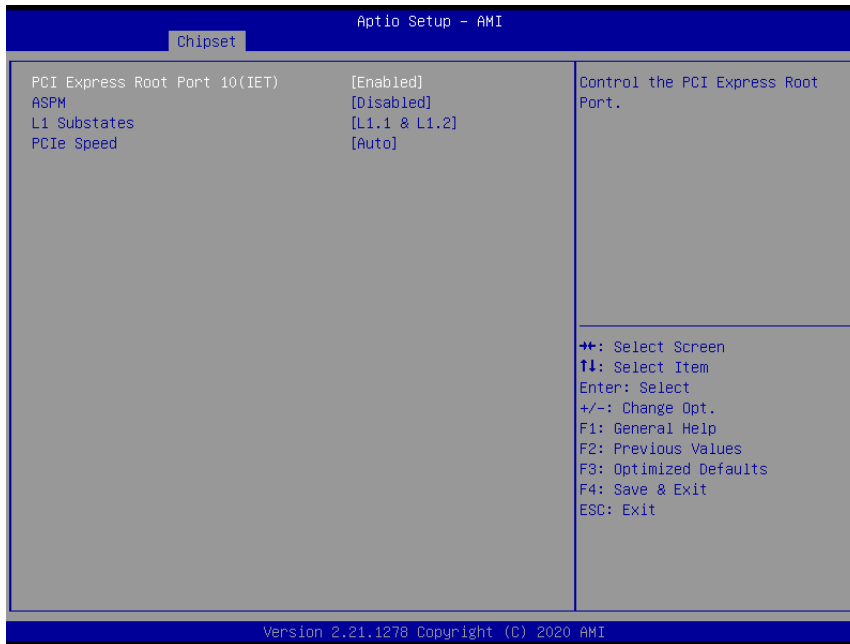 Aptio Setup – AMI
Chipset
PCI Express Root Port 10(IET) [Enabled]
ASPM [Disabled]
L1 Substates [L1.1 & L1.2]
PCIe Speed [Auto]
Control the PCI Express Root
Port.
→←: Select Screen
↑↓: Select Item
Enter: Select
+/-: Change Opt.
F1: General Help
F2: Previous Values
F3: Optimized Defaults
F4: Save & Exit
ESC: Exit
Version 2.21.1278 Copyright (C) 2020 AMI